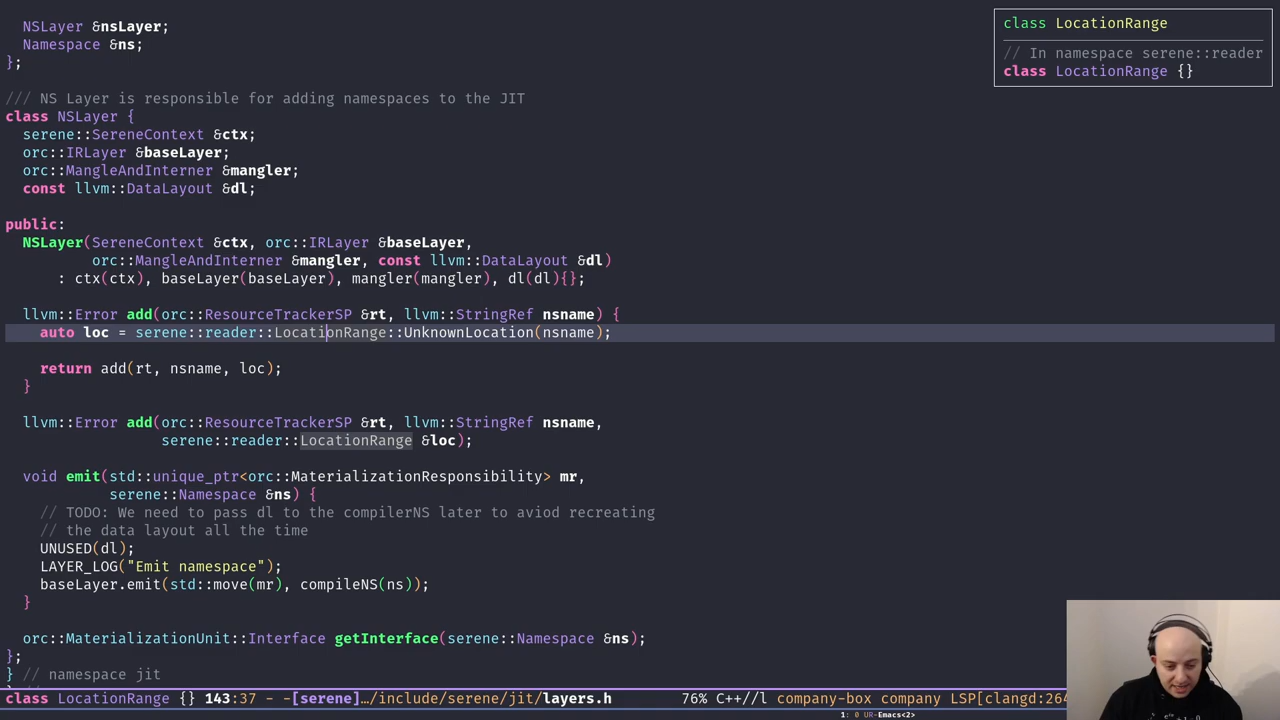 NSLayer &nsLayer;
Namespace &ns;
};
class LocationRange
// In namespace serene::reader
class LocationRange {}
/// NS Layer is responsible for adding namespaces to the JIT
class NSLayer {
serene::SereneContext &ctx;
orc::IRLayer &baseLayer;
orc::MangleAndInterner &mangler;
const llvm::DataLayout &dl;
public:
NSLayer(SereneContext &ctx, orc::IRLayer &baseLayer,
orc::MangleAndInterner &mangler, const llvm::DataLayout &dl)
: ctx(ctx), baseLayer(baseLayer), mangler(mangler), dl(dl){};
llvm::Error add(orc::ResourceTrackerSP &rt, llvm::StringRef nsname) {
auto loc = serene::reader::LocationRange::UnknownLocation(nsname);
return add(rt, nsname, loc);
}
llvm::Error add(orc::ResourceTrackerSP &rt, llvm::StringRef nsname,
serene::reader::LocationRange &loc);
void emit(std::unique_ptr<orc::MaterializationResponsibility> mr,
serene::Namespace &ns) {
// TODO: We need to pass dl to the compilerNS later to aviod recreating
// the data layout all the time
UNUSED(dl);
LAYER_LOG("Emit namespace");
baseLayer.emit(std::move(mr), compileNS(ns));
}
orc::MaterializationUnit::Interface getInterface(serene::Namespace &ns);
};
} // namespace jit
class LocationRange {} 143:37 - -[serene]…/include/serene/jit/layers.h 76% C++//l company-box company LSP[clangd:264
1: 0 UR-Emacs<2>